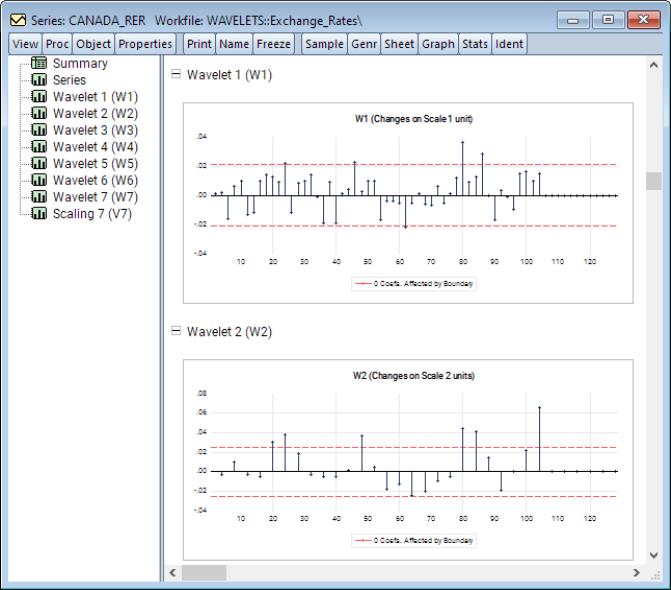 Series: CANADA_RER Workfile: WAVELETS::Exchange_Rates\
View Proc Object Properties Print Name Freeze Sample Genr Sheet Graph Stats Ident
Summary
Series
Wavelet 1 (W1)
Wavelet 2 (W2)
Wavelet 3 (W3)
Wavelet 4 (W4)
Wavelet 5 (W5)
Wavelet 6 (W6)
Wavelet 7 (W7)
Scaling 7 (V7)
Wavelet 1 (W1)
W1 (Changes on Scale 1 unit)
.04
.02
.00
-.02
-.04
10 20 30 40 50 60 70 80 90 100 110 120
0 Coefs. Affected by Boundary
Wavelet 2 (W2)
W2 (Changes on Scale 2 units)
.08
.06
.04
.02
.00
-.02
-.04
10 20 30 40 50 60 70 80 90 100 110 120
0 Coefs. Affected by Boundary